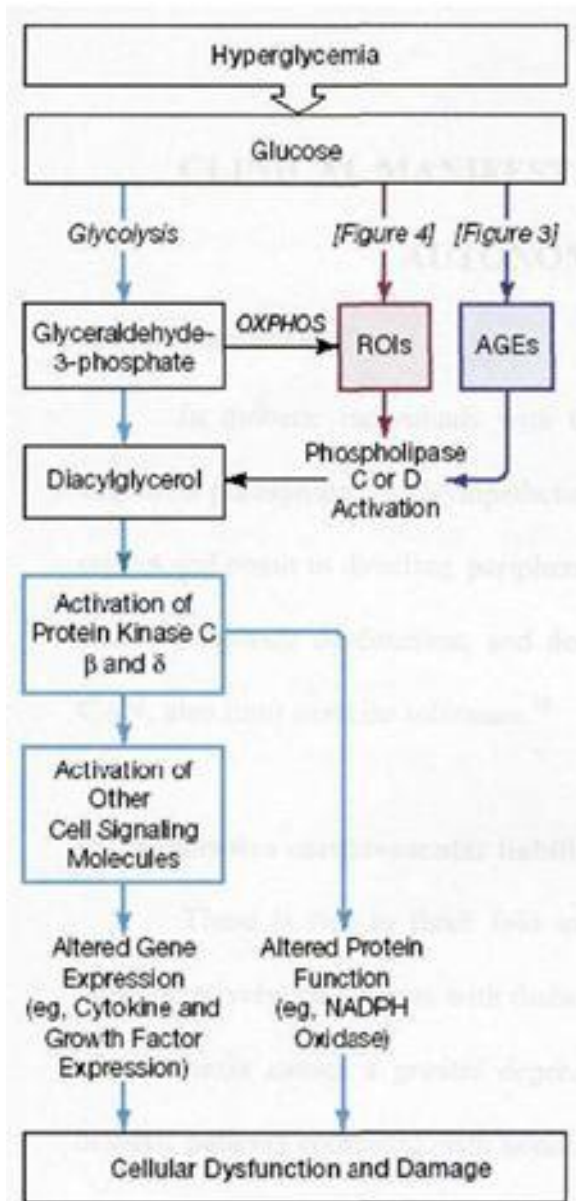 Hyperglycemia
Glucose
Glycolysis
[Figure 4]
[Figure 3]
Glyceraldehyde-
3-phosphate
OXPHOS
ROIs
AGEs
Diacylglycerol
Phospholipase
C or D
Activation
Activation of
Protein Kinase C
β and δ
Activation of
Other
Cell Signaling
Molecules
Altered Gene
Expression
(eg, Cytokine and
Growth Factor
Expression)
Altered Protein
Function
(eg, NADPH
Oxidase)
Cellular Dysfunction and Damage